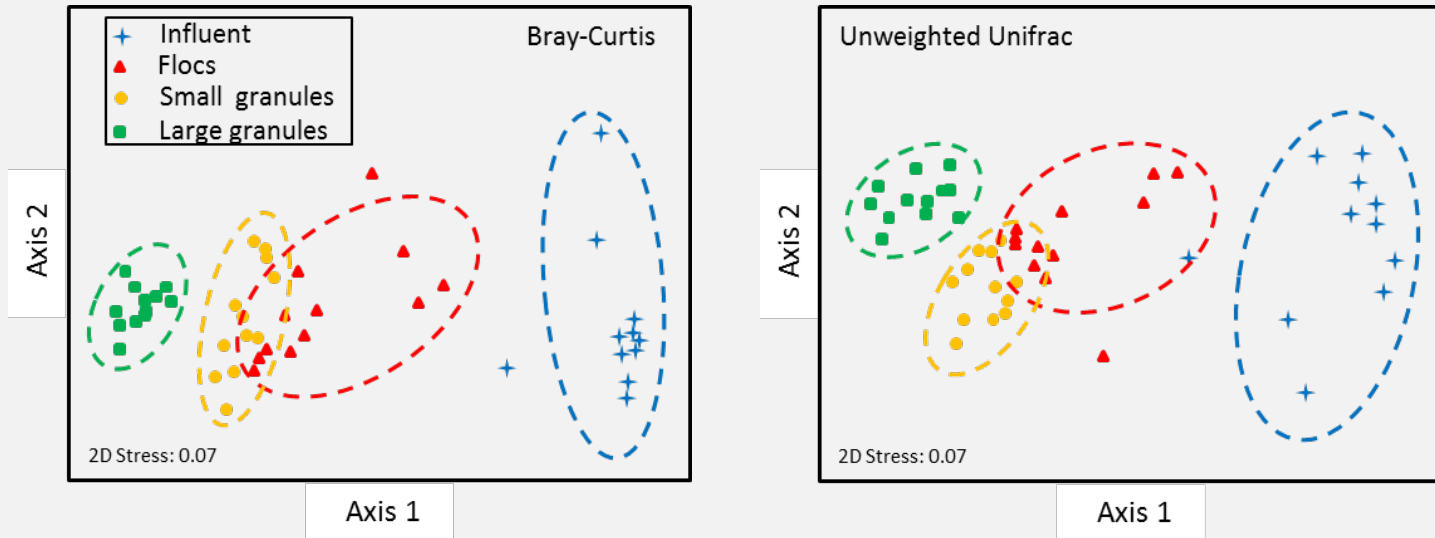 Influent
Flocs
Small granules
Large granules
Bray-Curtis
Axis 2
2D Stress: 0.07
Axis 1
Unweighted Unifrac
Axis 2
2D Stress: 0.07
Axis 1